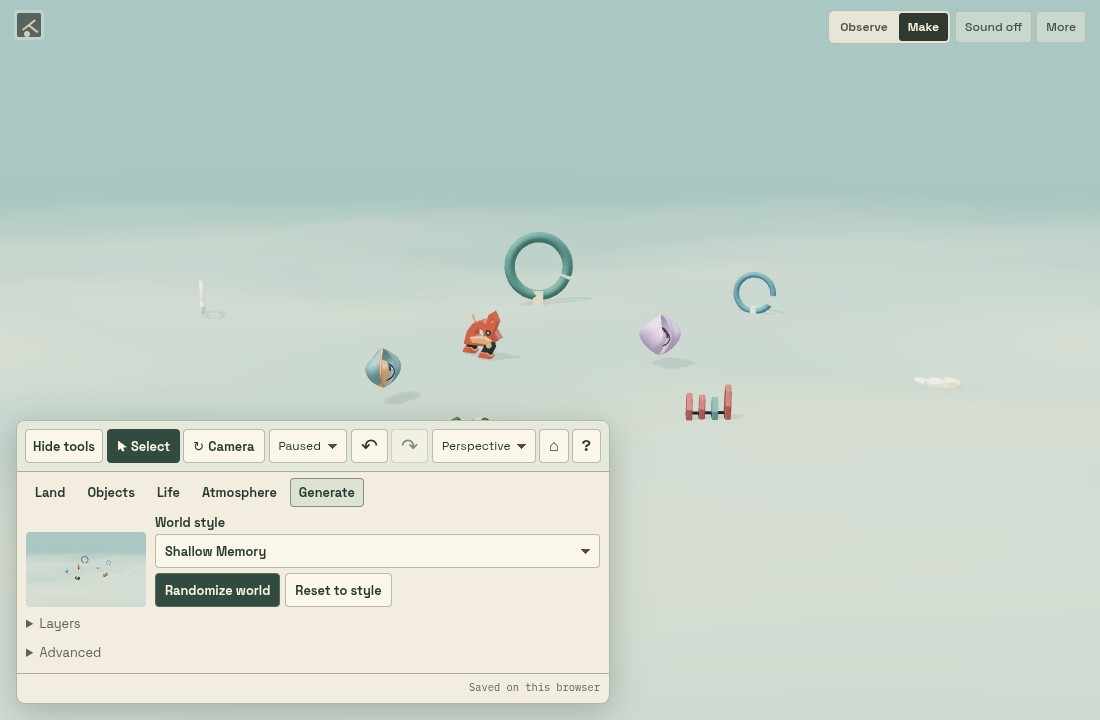 Observe Make Sound off More
Hide tools Select Camera Paused Perspective ?
Land Objects Life Atmosphere Generate
World style
Shallow Memory
Randomize world Reset to style
Layers
Advanced
Saved on this browser